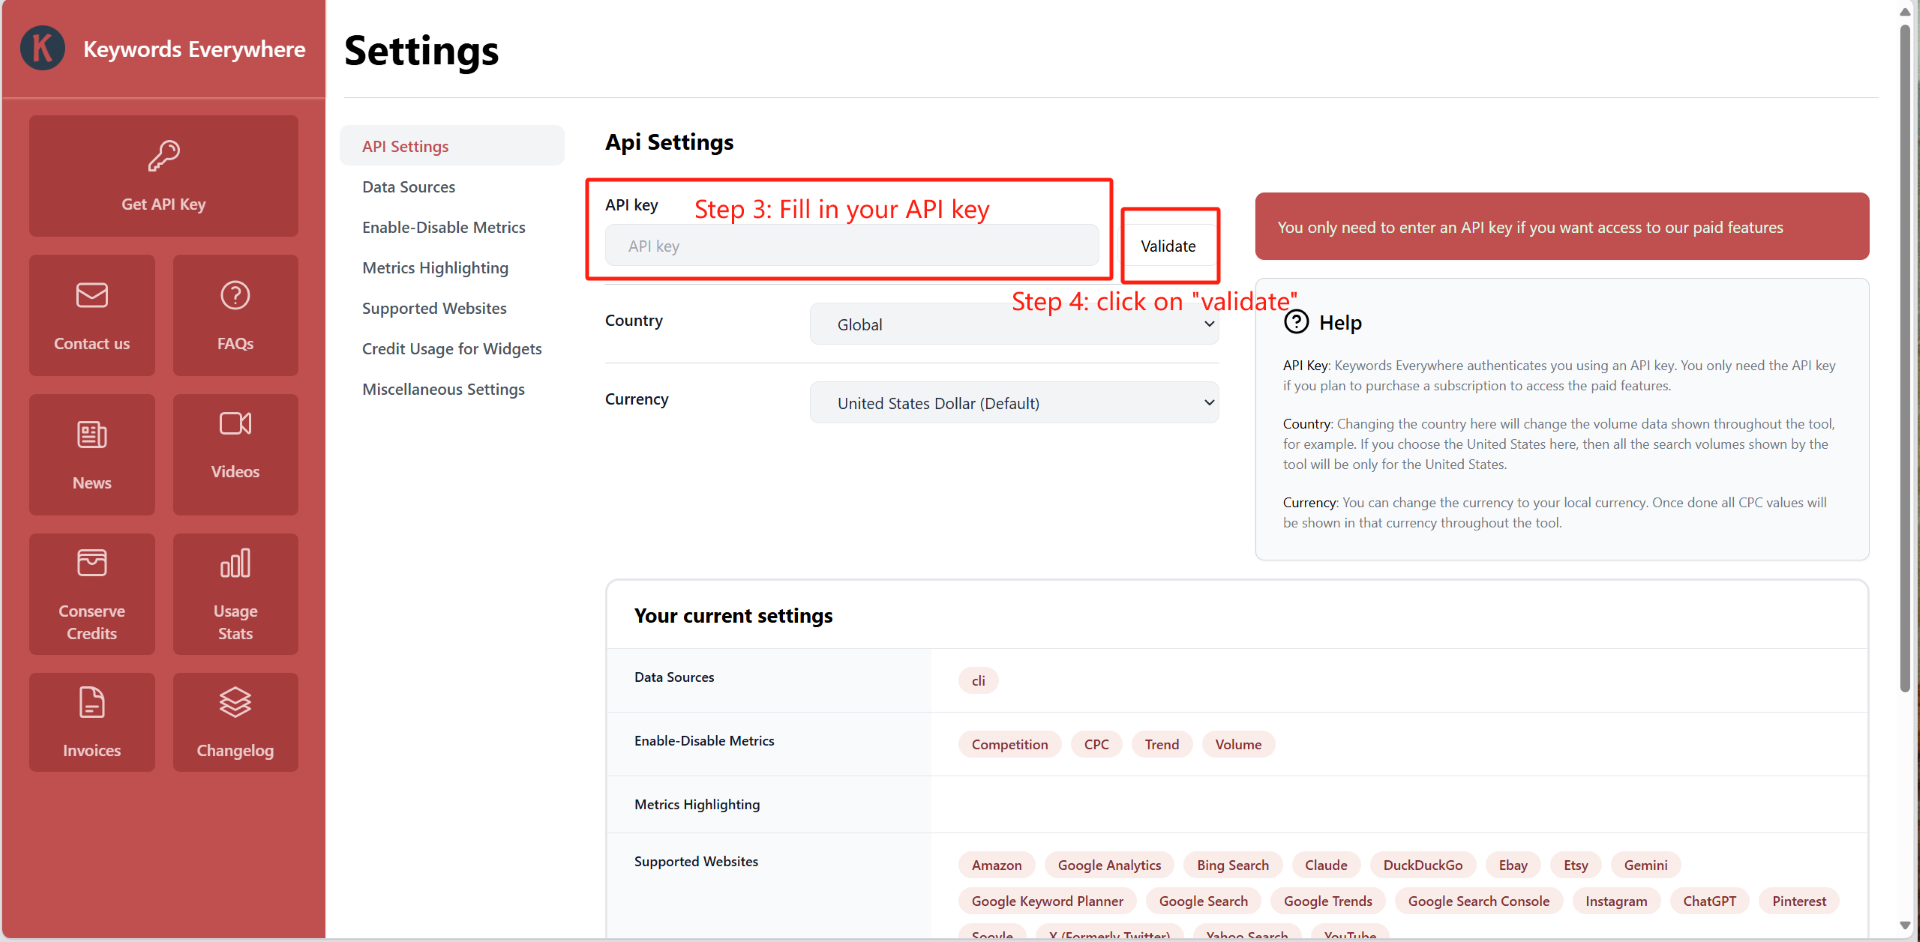 Keywords Everywhere
Get API Key
Contact us
FAQs
News
Videos
Conserve
Credits
Usage
Stats
Invoices
Changelog
Settings
API Settings
Data Sources
Enable-Disable Metrics
Metrics Highlighting
Supported Websites
Credit Usage for Widgets
Miscellaneous Settings
Api Settings
API key
Step 3: Fill in your API key
API key
Validate
Step 4: click on "validate"
Country
Global
Currency
United States Dollar (Default)
You only need to enter an API key if you want access to our paid features
Help
API Key: Keywords Everywhere authenticates you using an API key. You only need the API key
if you plan to purchase a subscription to access the paid features.
Country: Changing the country here will change the volume data shown throughout the tool,
for example. If you choose the United States here, then all the search volumes shown by the
tool will be only for the United States.
Currency: You can change the currency to your local currency. Once done all CPC values will
be shown in that currency throughout the tool.
Your current settings
Data Sources
cli
Enable-Disable Metrics
Competition CPC Trend Volume
Metrics Highlighting
Supported Websites
Amazon Google Analytics Bing Search Claude DuckDuckGo Ebay Etsy Gemini
Google Keyword Planner Google Search Google Trends Google Search Console Instagram ChatGPT Pinterest
Soovle X (Formerly Twitter) Yahoo Search YouTube